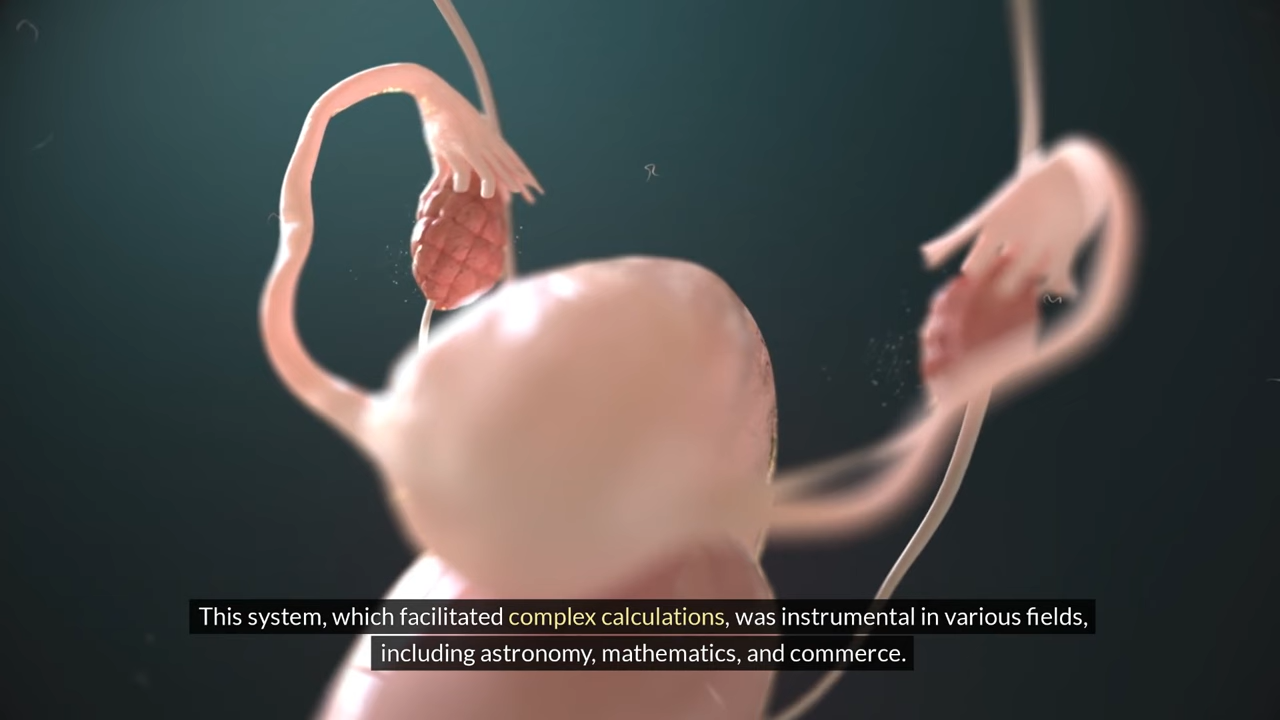 This system, which facilitated complex calculations, was instrumental in various fields,
including astronomy, mathematics, and commerce.